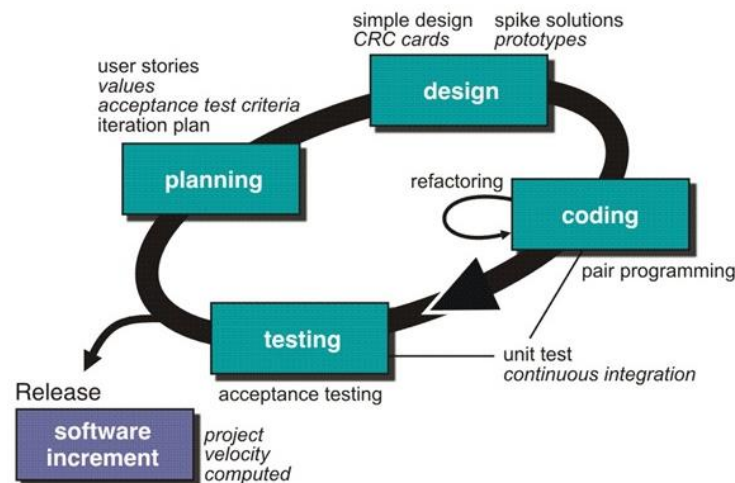 simple design
CRC cards
spike solutions
prototypes
user stories
values
acceptance test criteria
iteration plan
design
planning
refactoring
coding
pair programming
testing
unit test
continuous integration
acceptance testing
Release
software
increment
project
velocity
computed